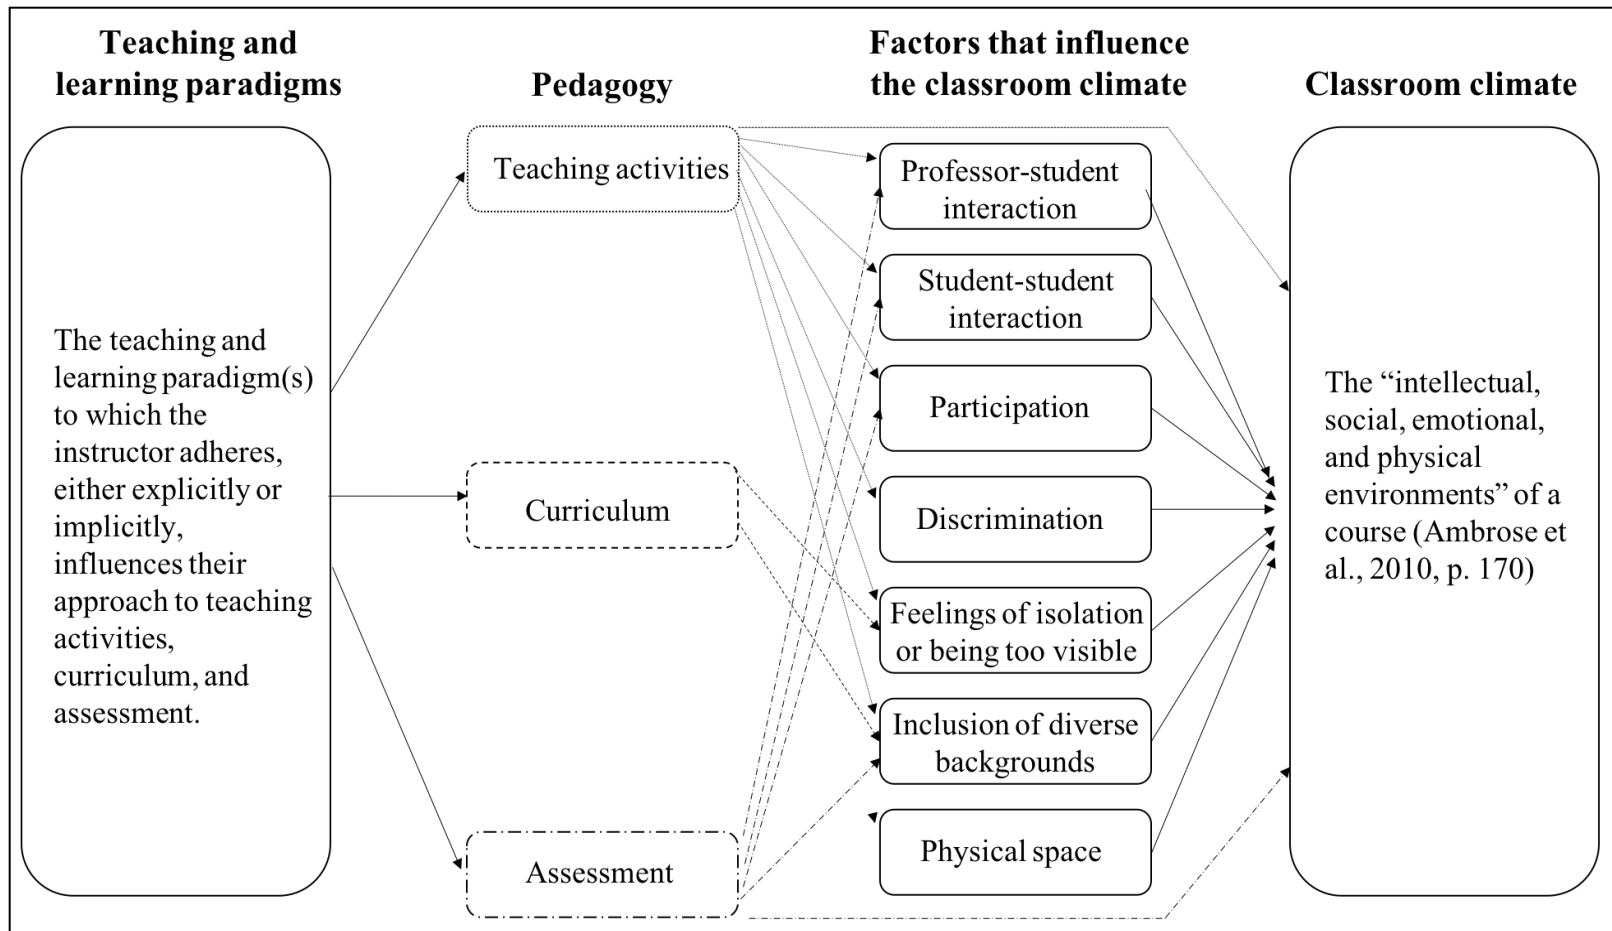 Teaching and
learning paradigms
Pedagogy
Factors that influence
the classroom climate
Classroom climate
The teaching and
learning paradigm(s)
to which the
instructor adheres,
either explicitly or
implicitly,
influences their
approach to teaching
activities,
curriculum, and
assessment.
Teaching activities
Curriculum
Assessment
Professor-student
interaction
Student-student
interaction
Participation
Discrimination
Feelings of isolation
or being too visible
Inclusion of diverse
backgrounds
Physical space
The “intellectual,
social, emotional,
and physical
environments” of a
course (Ambrose et
al., 2010, p. 170)